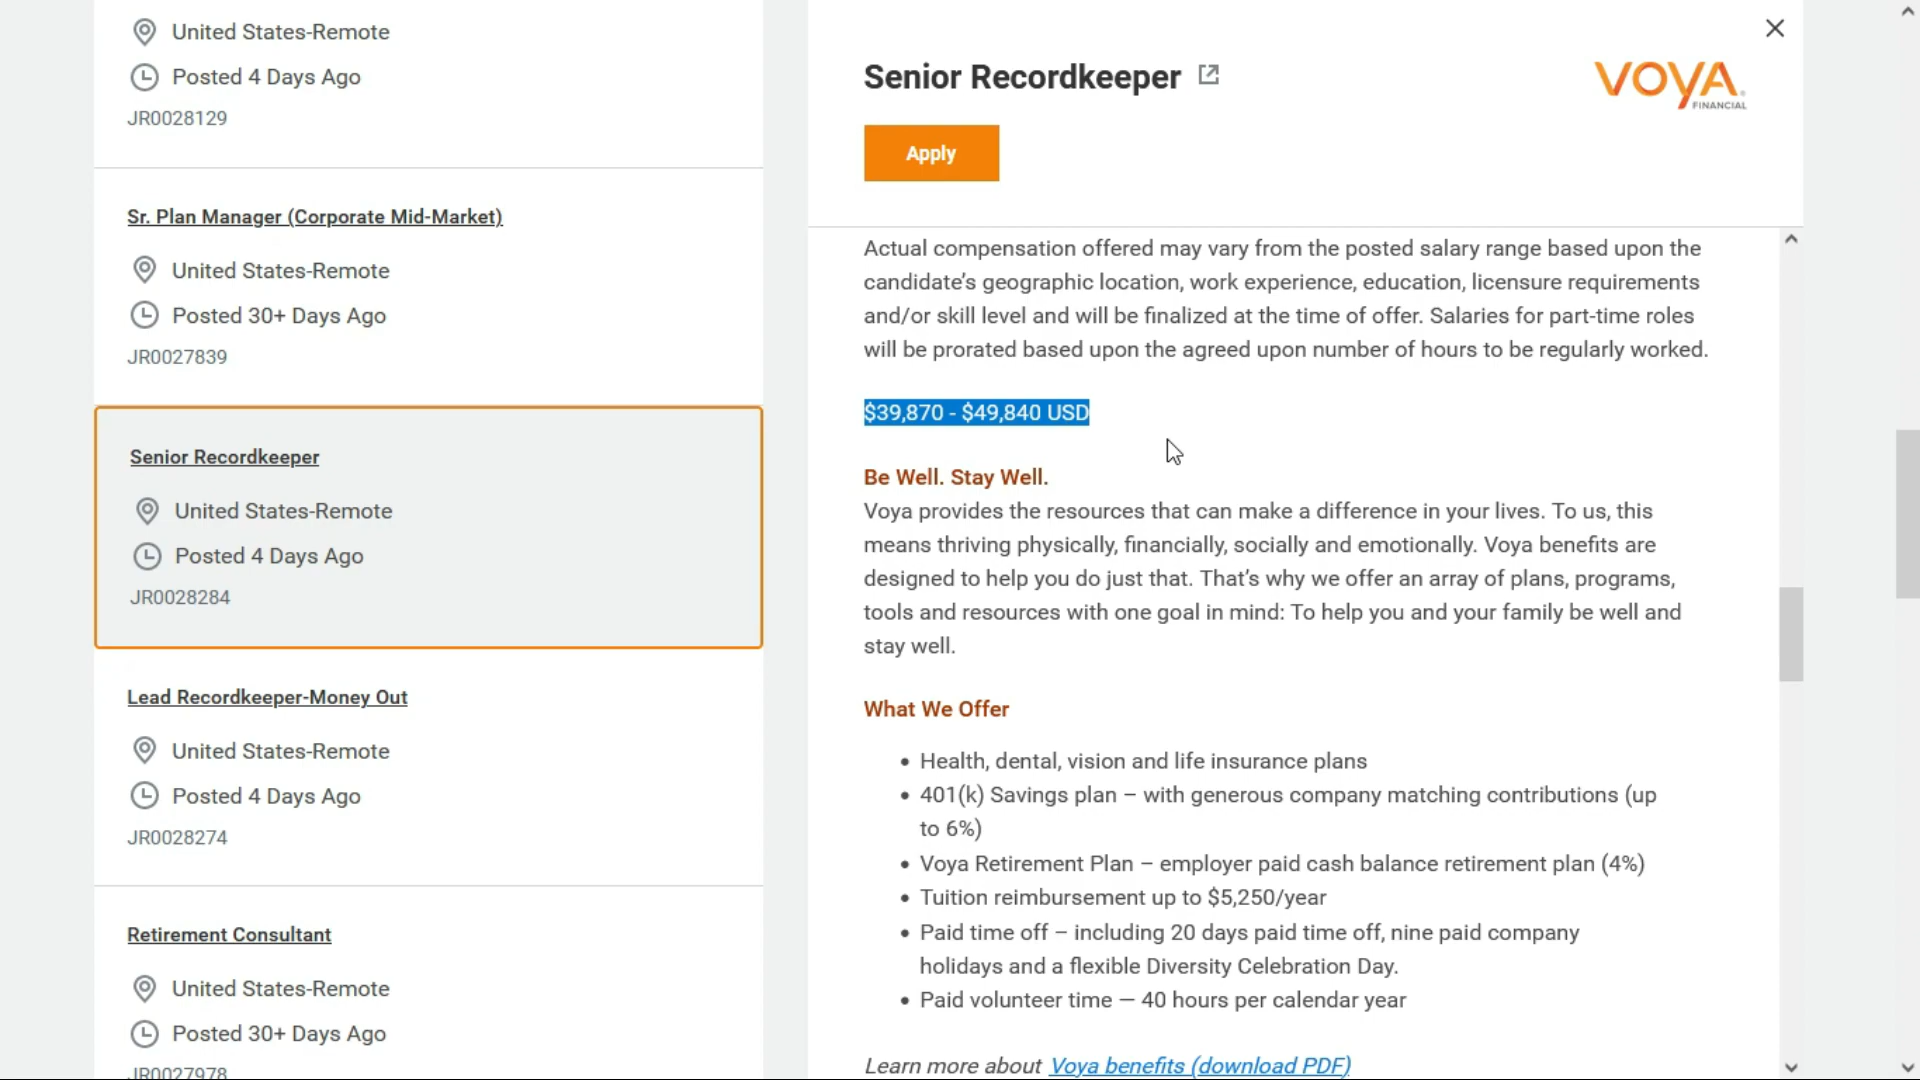 United States-Remote
Posted 4 Days Ago
JR0028129
Sr. Plan Manager (Corporate Mid-Market)
United States-Remote
Posted 30+ Days Ago
JR0027839
Senior Recordkeeper
United States-Remote
Posted 4 Days Ago
JR0028284
Lead Recordkeeper-Money Out
United States-Remote
Posted 4 Days Ago
JR0028274
Retirement Consultant
United States-Remote
Posted 30+ Days Ago
JR0027978
Senior Recordkeeper
VOYA
FINANCIAL
Apply
Actual compensation offered may vary from the posted salary range based upon the
candidate’s geographic location, work experience, education, licensure requirements
and/or skill level and will be finalized at the time of offer. Salaries for part-time roles
will be prorated based upon the agreed upon number of hours to be regularly worked.
$39,870 - $49,840 USD
Be Well. Stay Well.
Voya provides the resources that can make a difference in your lives. To us, this
means thriving physically, financially, socially and emotionally. Voya benefits are
designed to help you do just that. That’s why we offer an array of plans, programs,
tools and resources with one goal in mind: To help you and your family be well and
stay well.
What We Offer
• Health, dental, vision and life insurance plans
• 401(k) Savings plan – with generous company matching contributions (up
to 6%)
• Voya Retirement Plan – employer paid cash balance retirement plan (4%)
• Tuition reimbursement up to $5,250/year
• Paid time off – including 20 days paid time off, nine paid company
holidays and a flexible Diversity Celebration Day.
• Paid volunteer time — 40 hours per calendar year
Learn more about Voya benefits (download PDF)